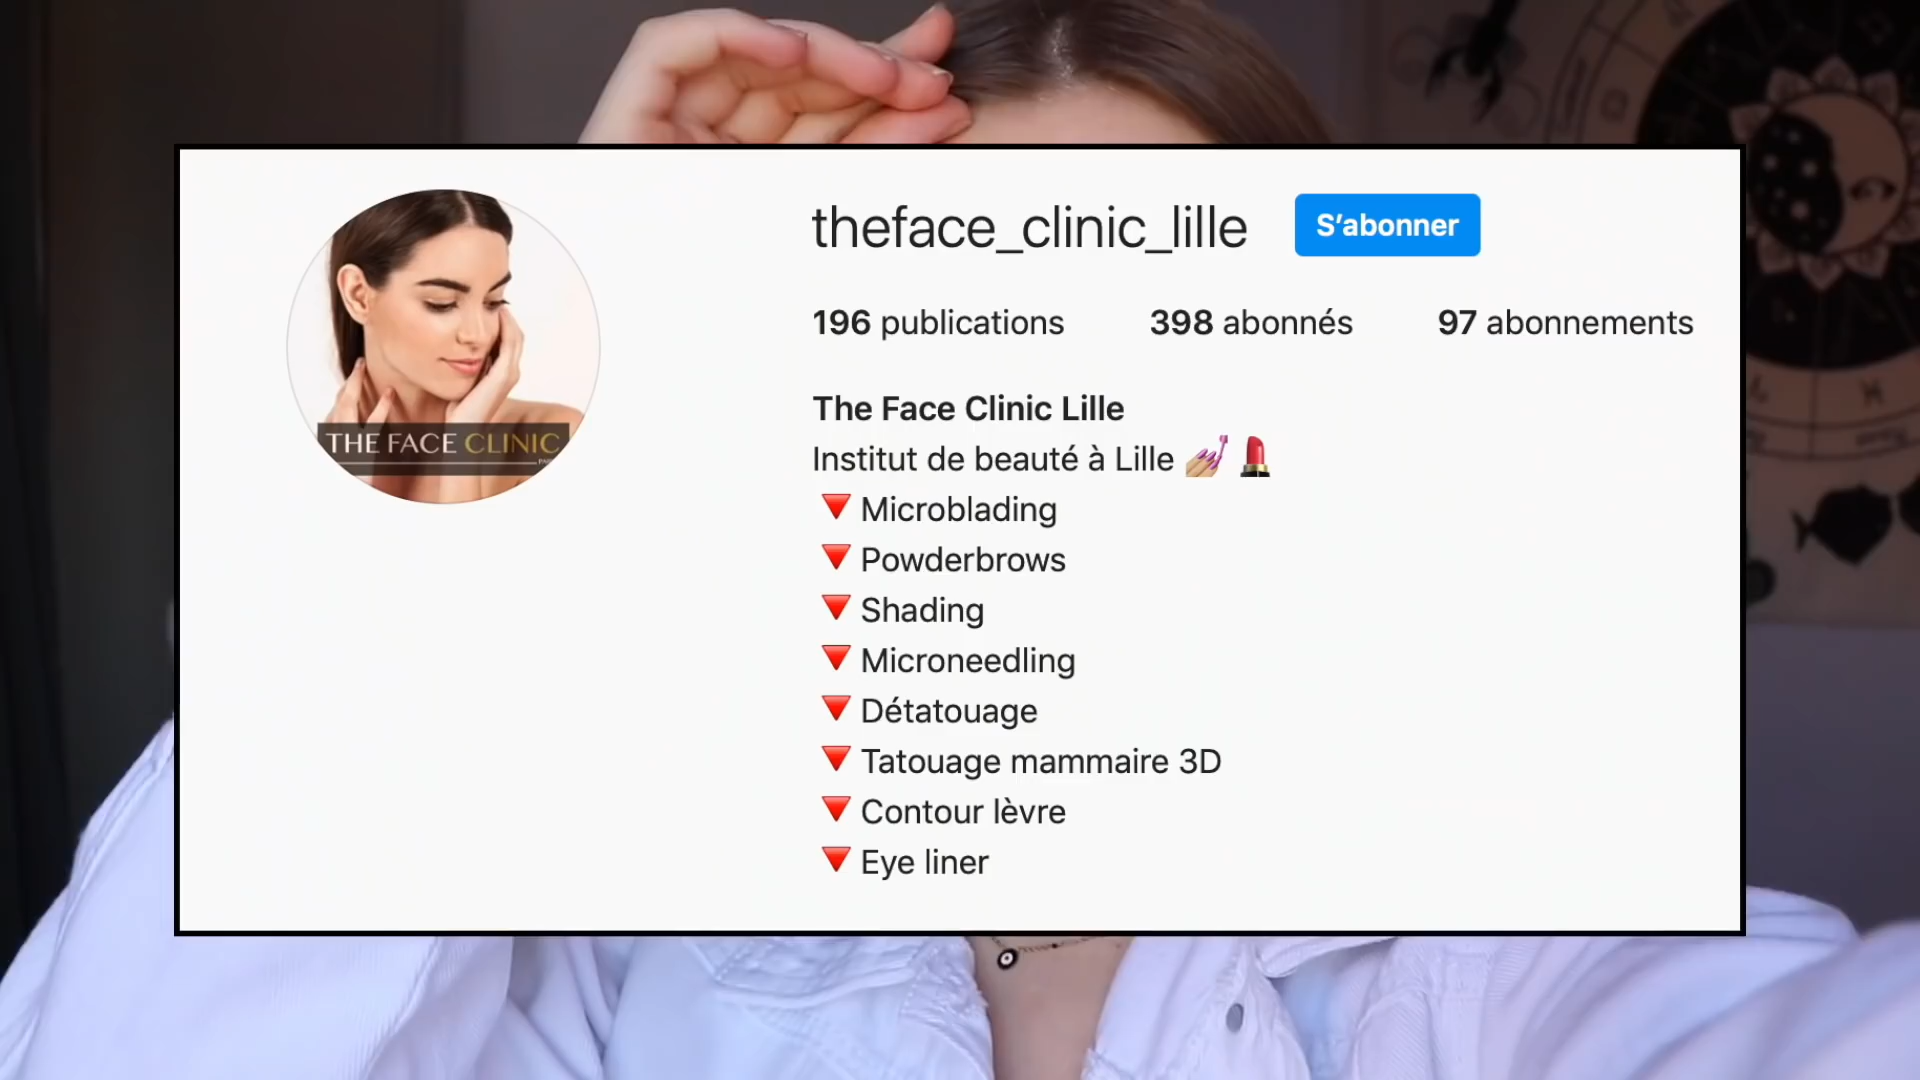 theface_clinic_lille
S'abonner
196 publications
398 abonnés
97 abonnements
THE FACE CLINIC
The Face Clinic Lille
Institut de beauté à Lille 💅🏼 💄
🔻 Microblading
🔻 Powderbrows
🔻 Shading
🔻 Microneedling
🔻 Détatouage
🔻 Tatouage mammaire 3D
🔻 Contour lèvre
🔻 Eye liner